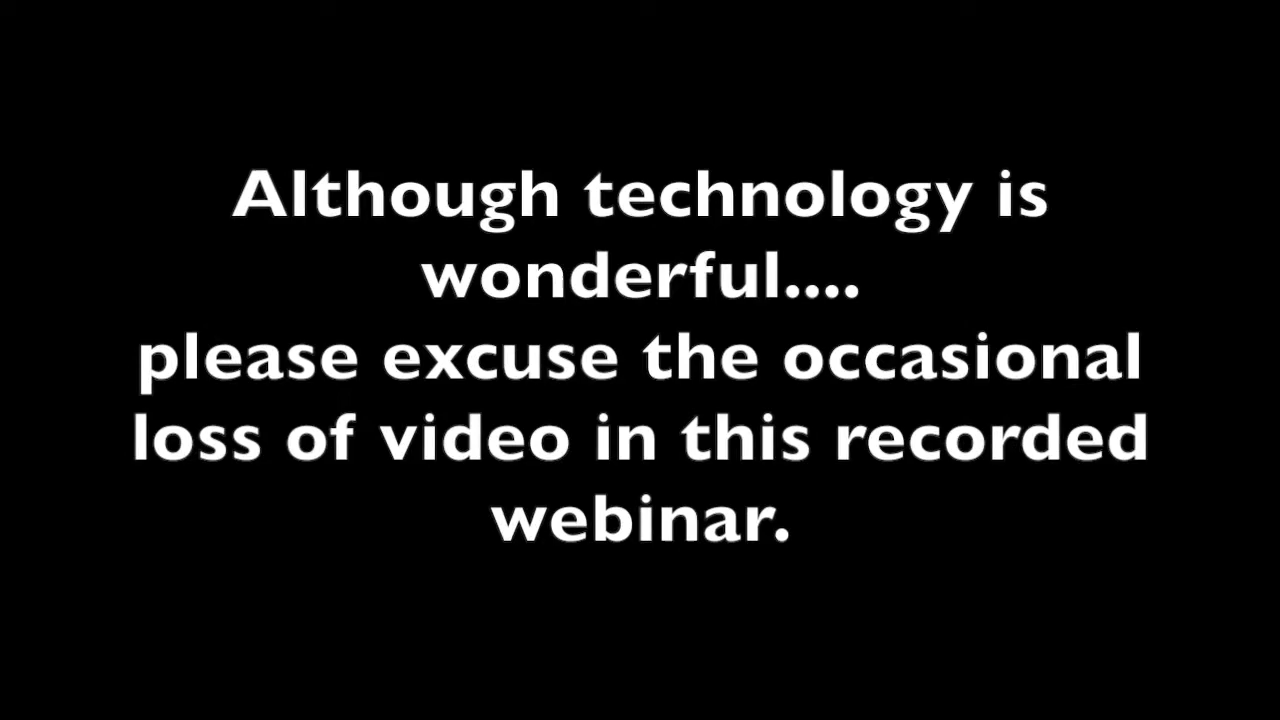 Although technology is
wonderful....
please excuse the occasional
loss of video in this recorded
webinar.